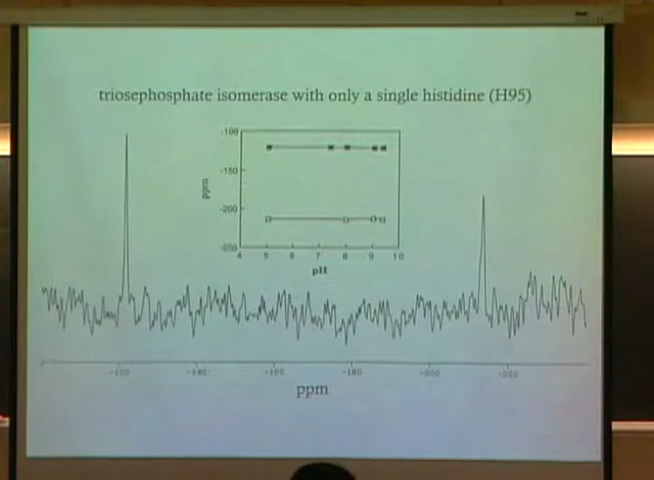 triosephosphate isomerase with only a single histidine (H95)
-100
-150
-200
-250
ppm
4 5 6 7 8 9 10
pH
-120 -140 -160 -180 -200 -220
ppm